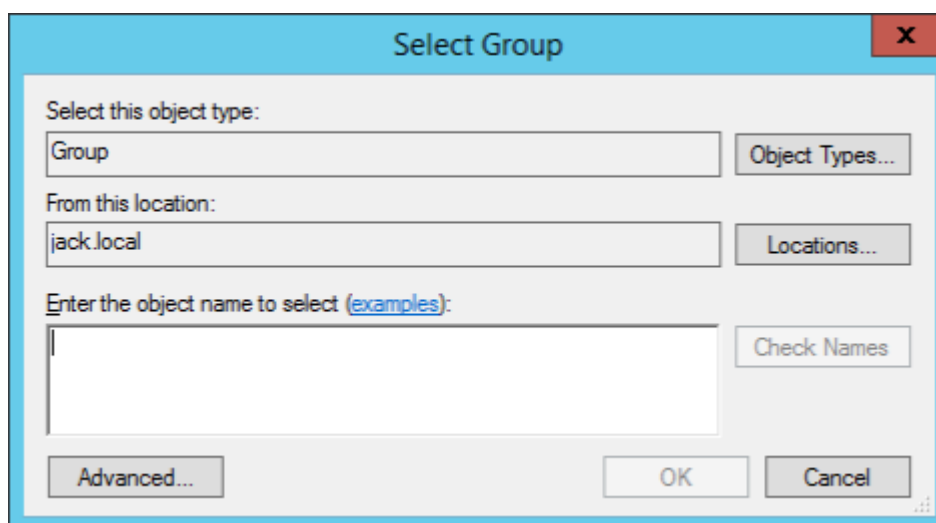 Select Group
x
Select this object type:
Group
Object Types...
From this location:
jack.local
Locations...
Enter the object name to select (examples):
Check Names
Advanced...
OK
Cancel